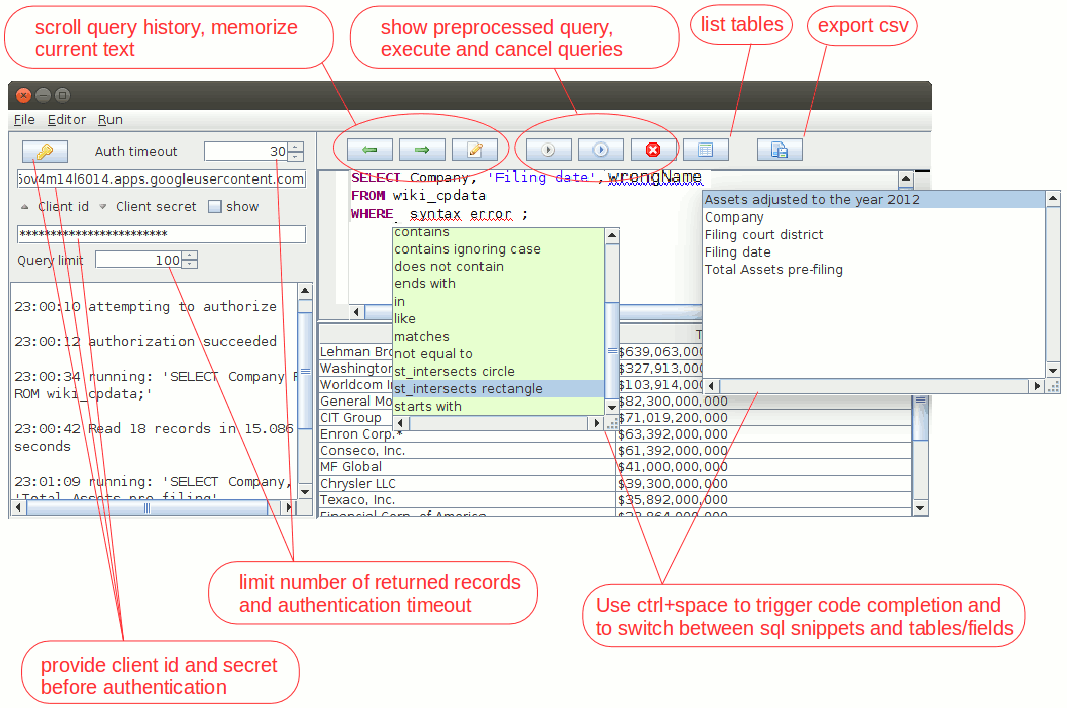 scroll query history, memorize
current text
show preprocessed query,
execute and cancel queries
list tables
export csv
File Editor Run
Auth timeout 30
apps.googleusercontent.com
Client id Client secret show
************************
Query limit 100
23:00:10 attempting to authorize
23:00:12 authorization succeeded
23:00:34 running: 'SELECT Company F
ROM wiki_cpdata;'
23:00:42 Read 18 records in 15.086
seconds
23:01:09 running: 'SELECT Company,
'Total Assets pre-filing'
SELECT Company, 'Filing date', wrongName
FROM wiki_cpdata
WHERE syntax error ;
contains
contains ignoring case
does not contain
ends with
in
like
matches
not equal to
st_intersects circle
st_intersects rectangle
starts with
Assets adjusted to the year 2012
Company
Filing court district
Filing date
Total Assets pre-filing
T
Lehman Bro $639,063,000
Washington $327,913,000
Worldcom In $103,914,000
General Mo $82,300,000,000
CIT Group $71,019,200,000
Enron Corp.* $63,392,000,000
Conseco, Inc. $61,392,000,000
MF Global $41,000,000,000
Chrysler LLC $39,300,000,000
Texaco, Inc. $35,892,000,000
Financial Corp. of America $33,864,000,000
limit number of returned records
and authentication timeout
Use ctrl+space to trigger code completion and
to switch between sql snippets and tables/fields
provide client id and secret
before authentication